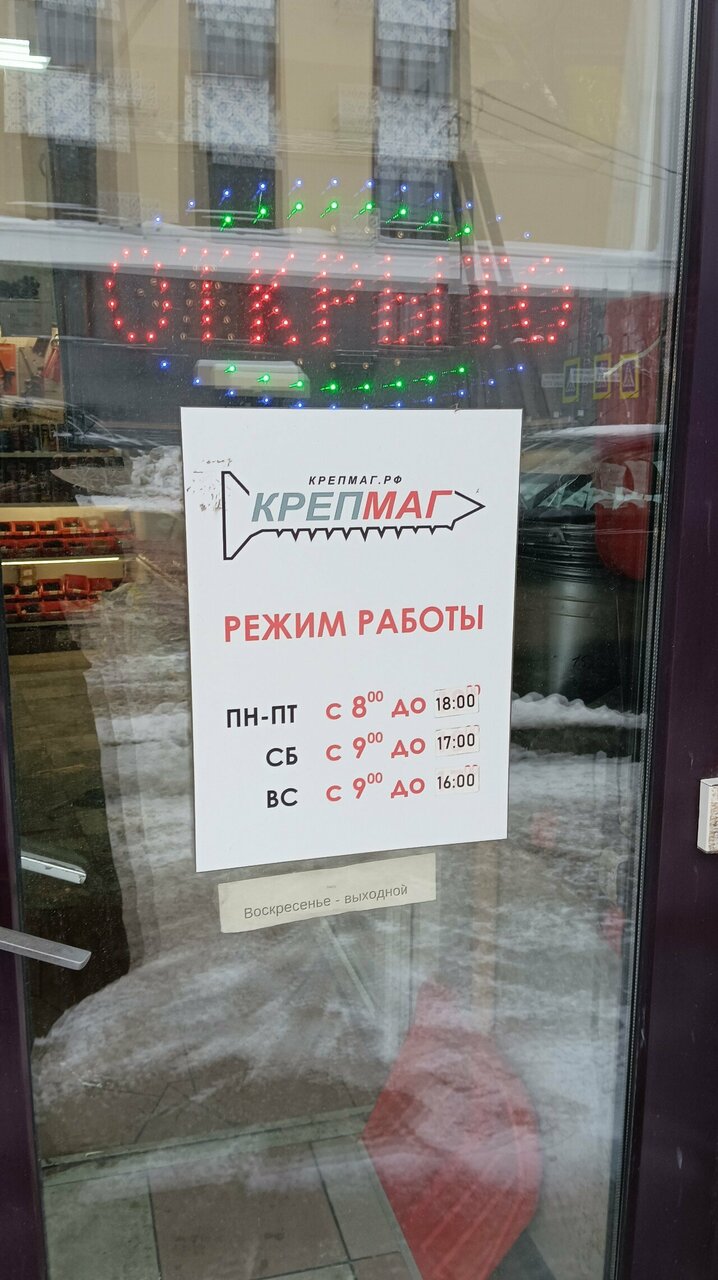 ОТКРЫТО
КРЕПМАГ.РФ
КРЕПМАГ
РЕЖИМ РАБОТЫ
ПН-ПТ с 8⁰⁰ до 18:00
СБ с 9⁰⁰ до 17:00
ВС с 9⁰⁰ до 16:00
Воскресенье - выходной